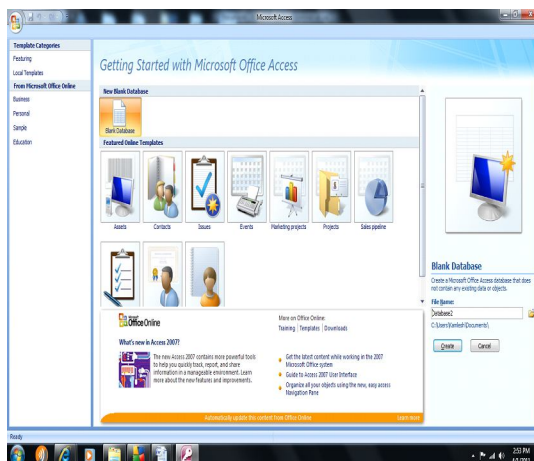 Microsoft Access
Template Categories
Featuring
Local Templates
From Microsoft Office Online
Business
Personal
Sample
Education
Getting Started with Microsoft Office Access
New Blank Database
Blank Database
Featured Online Templates
Assets
Contacts
Issues
Events
Marketing projects
Projects
Sales pipeline
Microsoft
Office Online
What's new in Access 2007?
The new Access 2007 contains more powerful tools
to help you quickly track, report, and share
information in a manageable environment. Learn
more about the new features and improvements.
More on Office Online:
Training | Templates | Downloads
Get the latest content while working in the 2007
Microsoft Office system
Guide to Access 2007 User Interface
Organize all your objects using the new, easy access
Navigation Pane
Automatically update this content from Office Online
Learn more
Blank Database
Create a Microsoft Office Access database that does
not contain any existing data or objects.
File Name:
Database2
C:\Users\Kamlesh\Documents\
Create
Cancel
Ready
2:53 PM